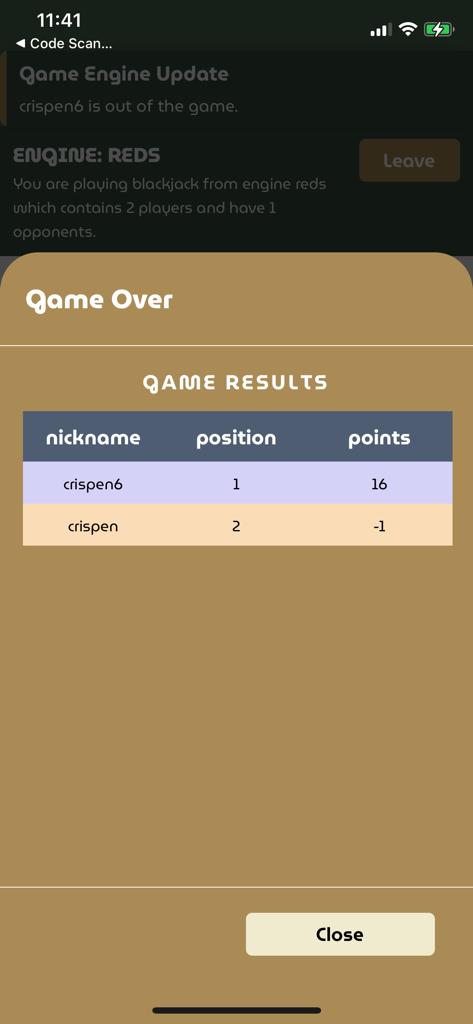 11:41
◀ Code Scan...
Game Engine Update
crispen6 is out of the game.
ENGINE: REDS
Leave
You are playing blackjack from engine reds
which contains 2 players and have 1
opponents.
Game Over
GAME RESULTS
nickname position points
crispen6 1 16
crispen 2 -1
Close